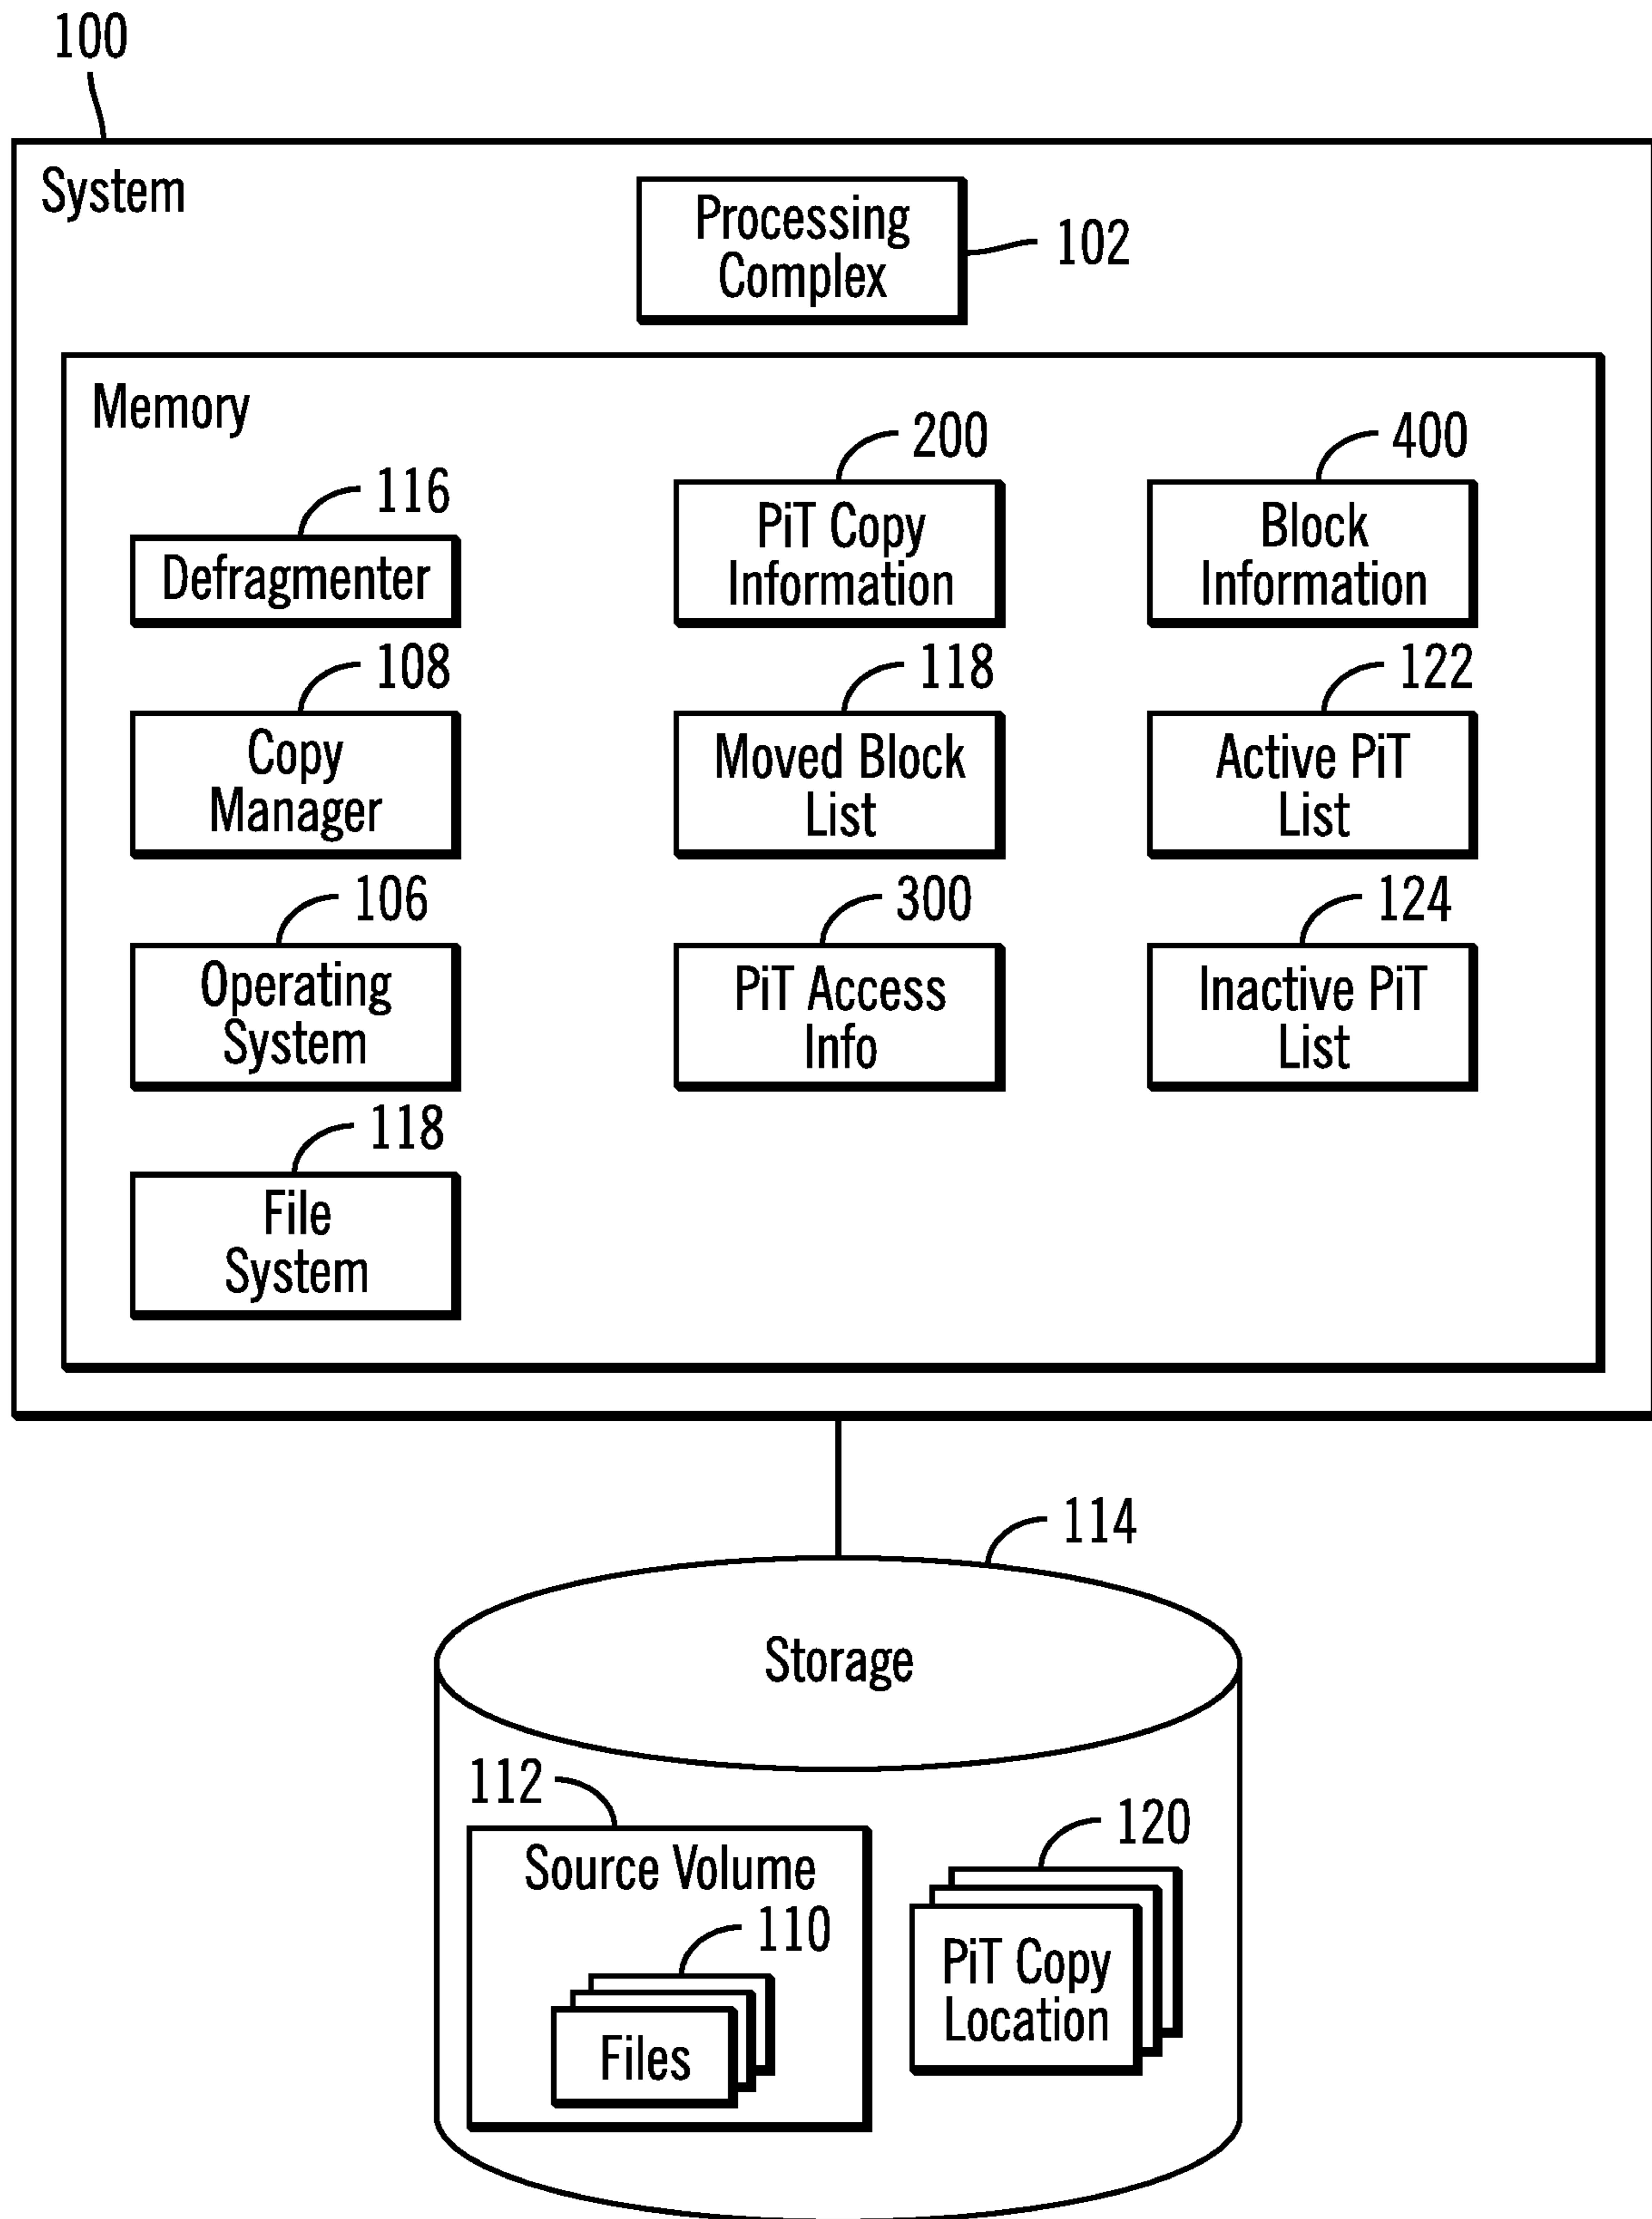 100
System
Processing
Complex
102
Memory
116
Defragmenter
200
PiT Copy
Information
400
Block
Information
108
Copy
Manager
118
Moved Block
List
122
Active PiT
List
106
Operating
System
300
PiT Access
Info
124
Inactive PiT
List
118
File
System
114
Storage
112
Source Volume
110
Files
120
PiT Copy
Location